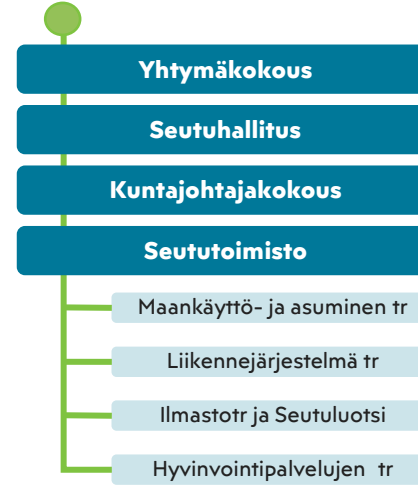 Yhtymäkokous
Seutuhallitus
Kuntajohtajakokous
Seututoimisto
Maankäyttö- ja asuminen tr
Liikennejärjestelmä tr
Ilmastotr ja Seutuluotsi
Hyvinvointipalvelujen tr